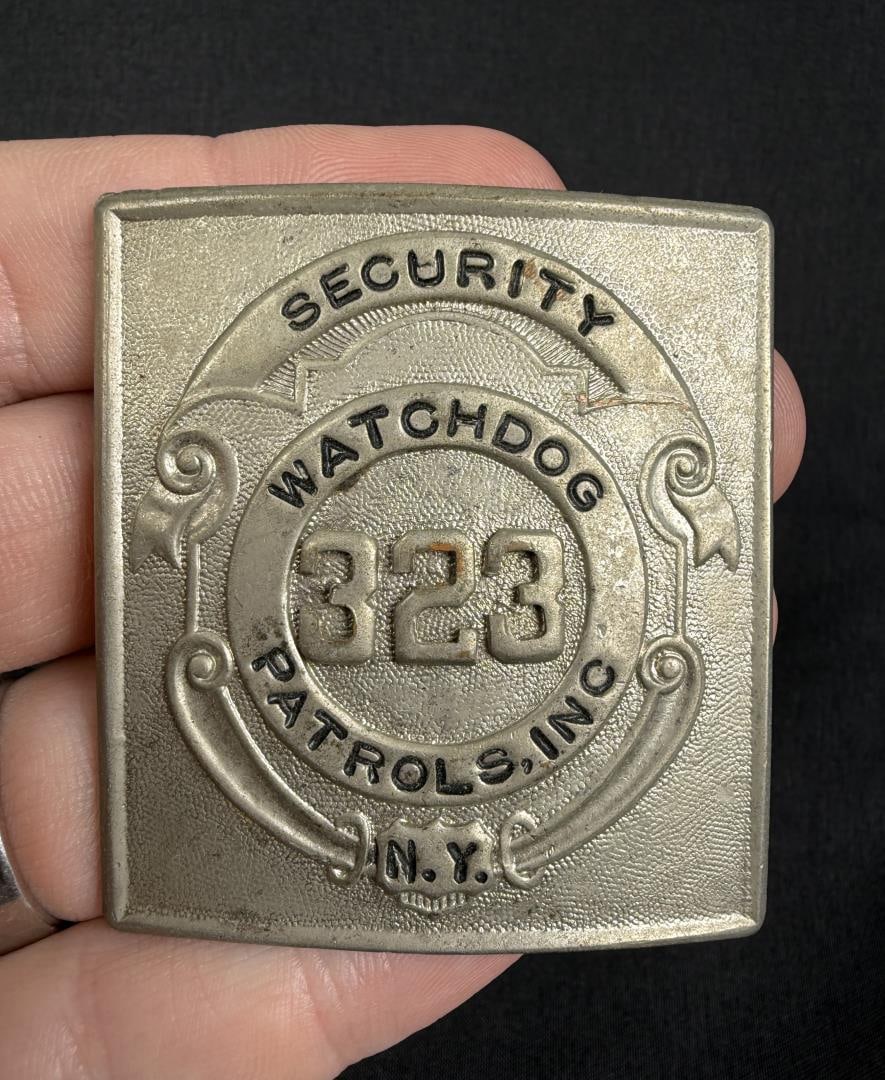 SECURITY
WATCHDOG
323
PATROLS, INC
N.Y.